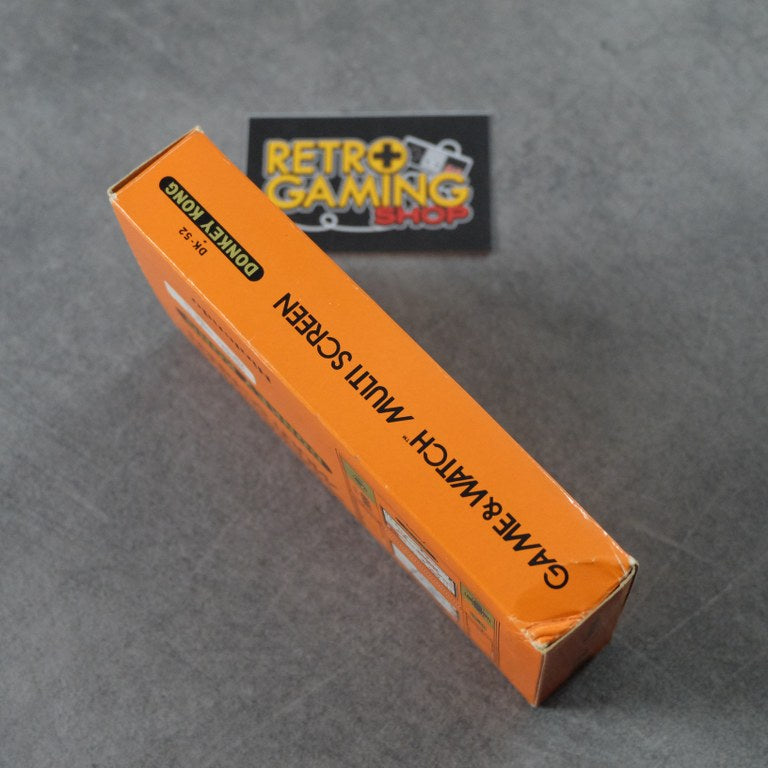 RETRO
GAMING
SHOP
GAME & WATCH™ MULTI SCREEN
DONKEY KONG
DK-52